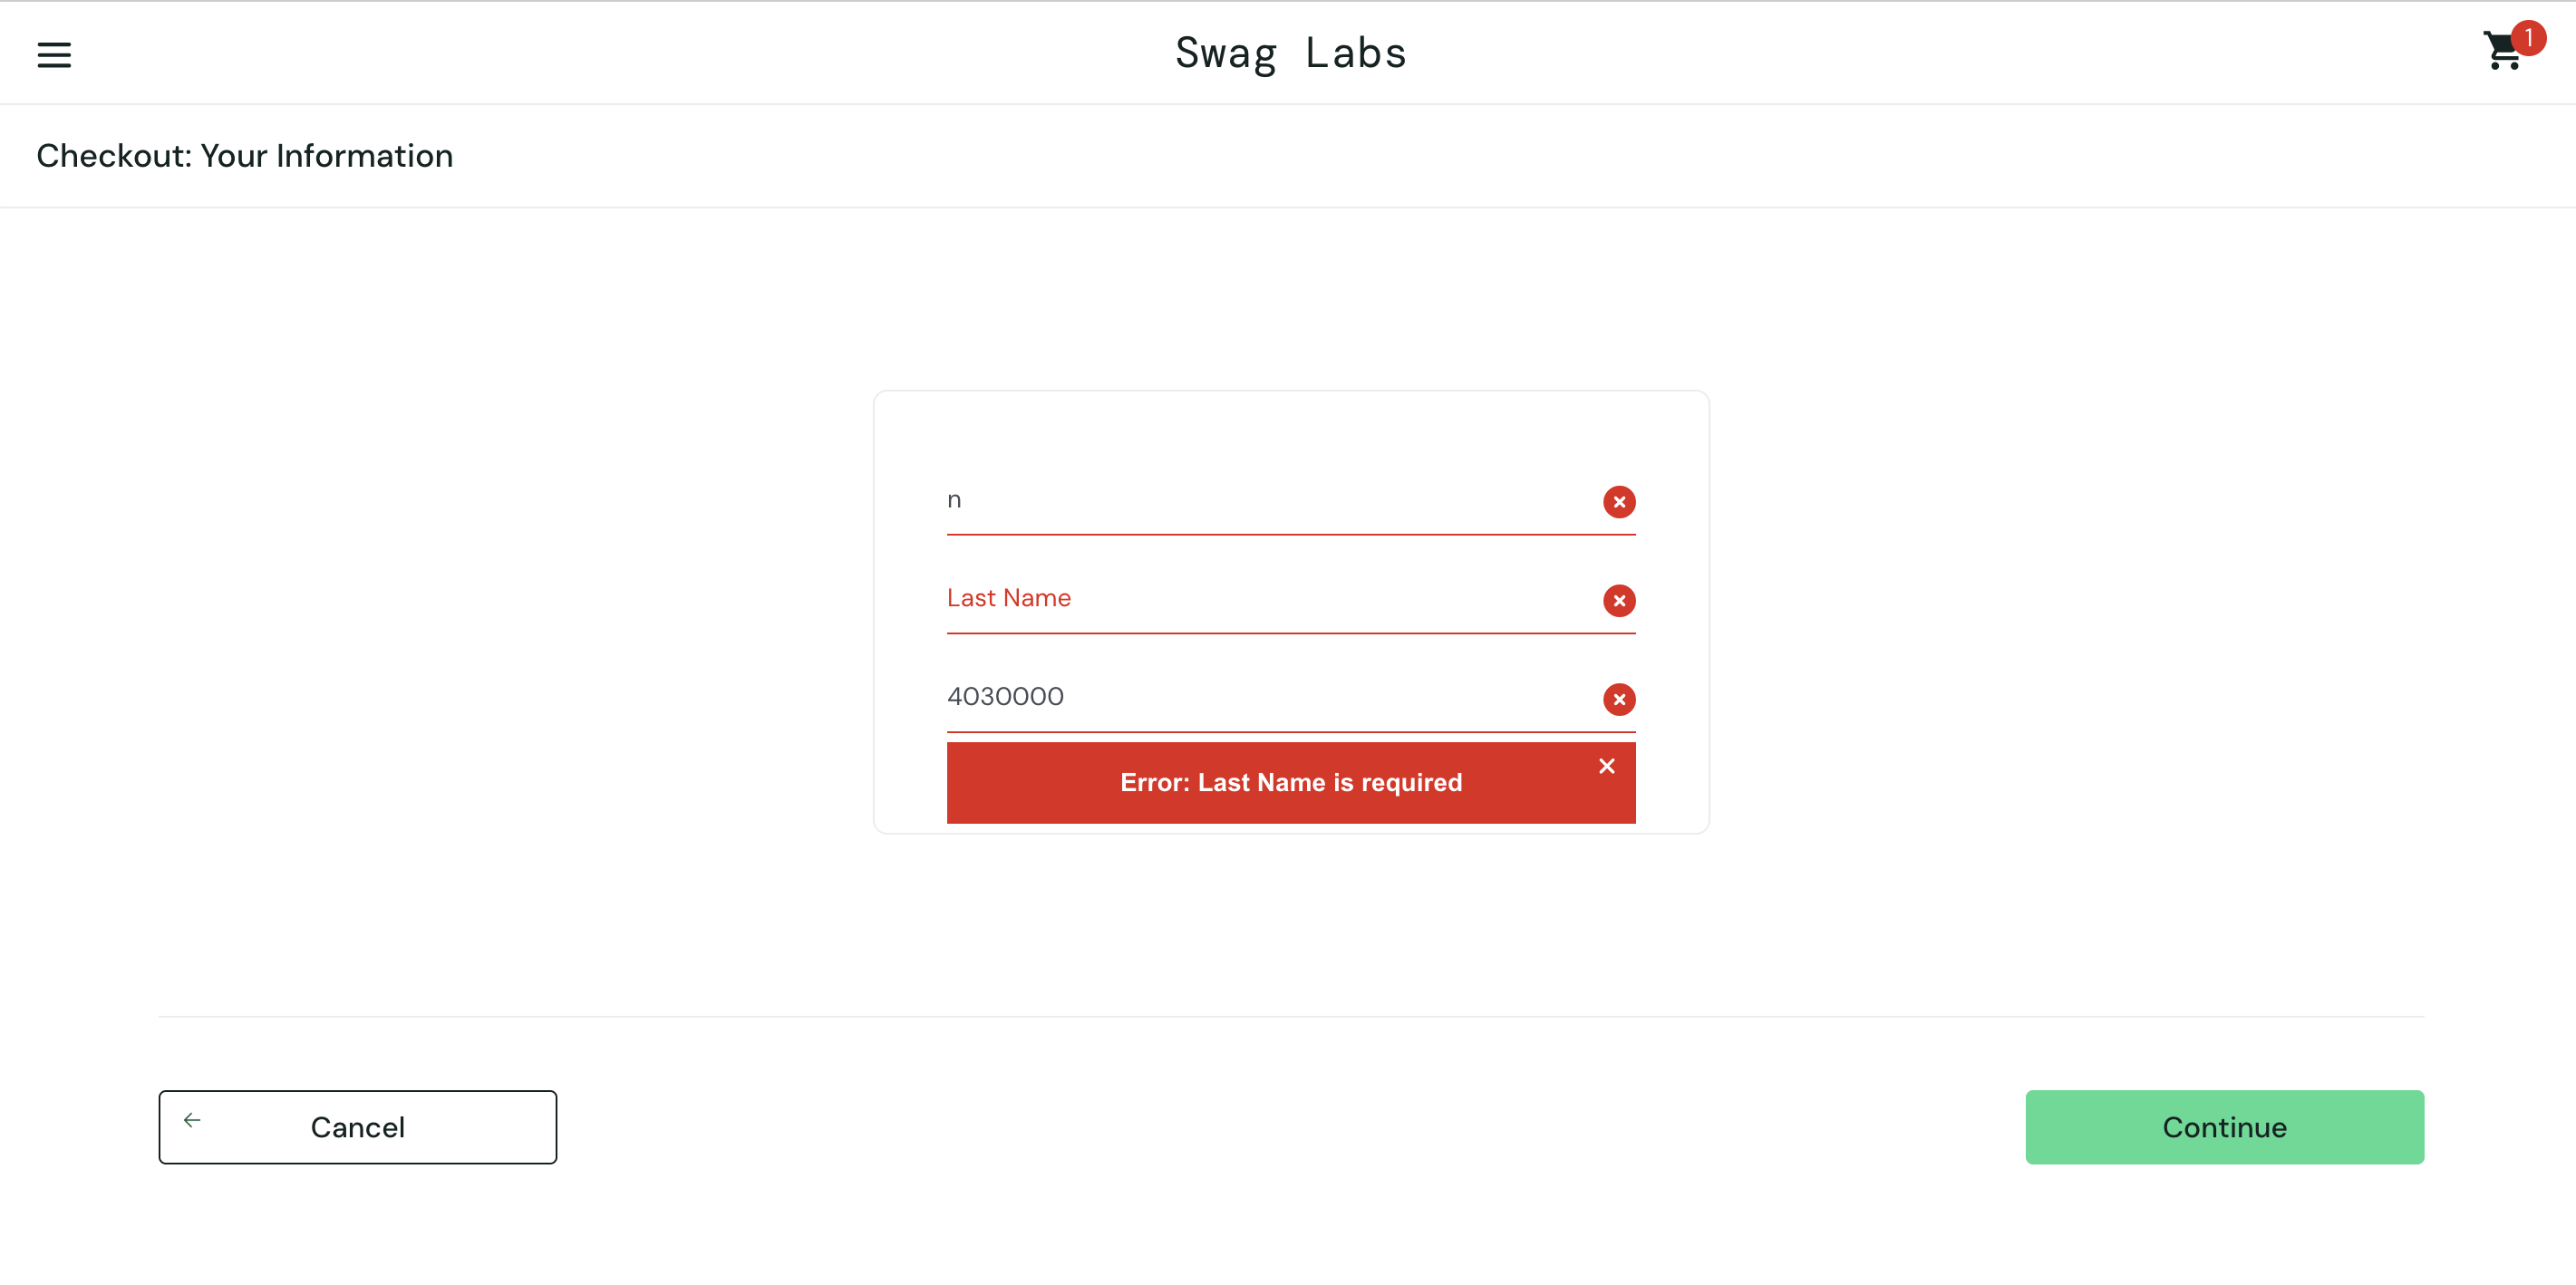 Swag Labs
1
Checkout: Your Information
n
Last Name
4030000
Error: Last Name is required
Cancel
Continue